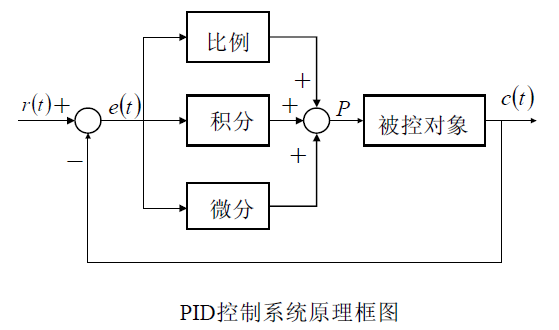 比例
+
r(t)+
e(t)
积分
+
P
被控对象
c(t)
−
+
微分
PID控制系统原理框图